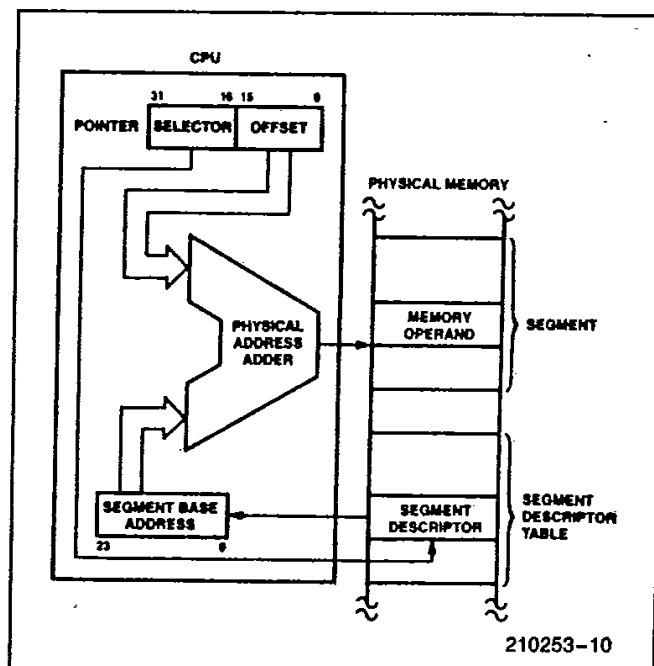 CPU
31 16 15 0
POINTER SELECTOR OFFSET
PHYSICAL MEMORY
MEMORY
OPERAND
SEGMENT
PHYSICAL
ADDRESS
ADDER
SEGMENT BASE
ADDRESS
23 0
SEGMENT
DESCRIPTOR
SEGMENT
DESCRIPTOR
TABLE
210253-10